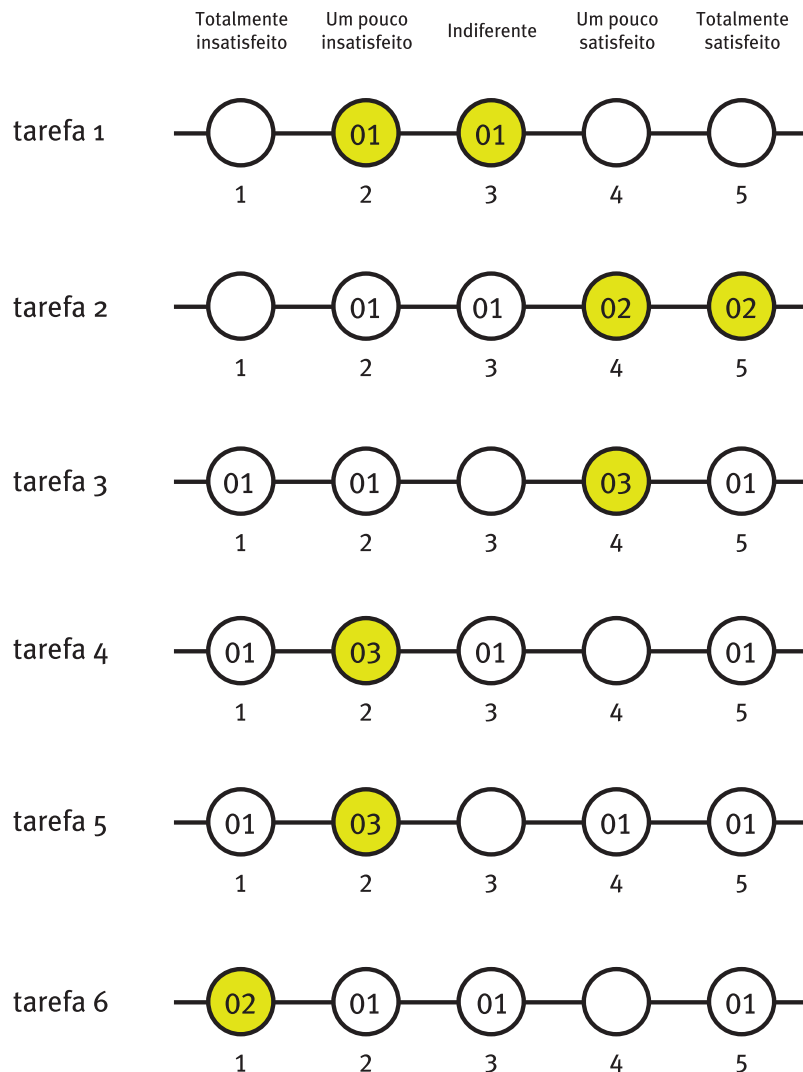 Totalmente insatisfeito
Um pouco insatisfeito
Indiferente
Um pouco satisfeito
Totalmente satisfeito
tarefa 1
01 01
1 2 3 4 5
tarefa 2
01 01 02 02
1 2 3 4 5
tarefa 3
01 01 03 01
1 2 3 4 5
tarefa 4
01 03 01 01
1 2 3 4 5
tarefa 5
01 03 01 01
1 2 3 4 5
tarefa 6
02 01 01 01
1 2 3 4 5